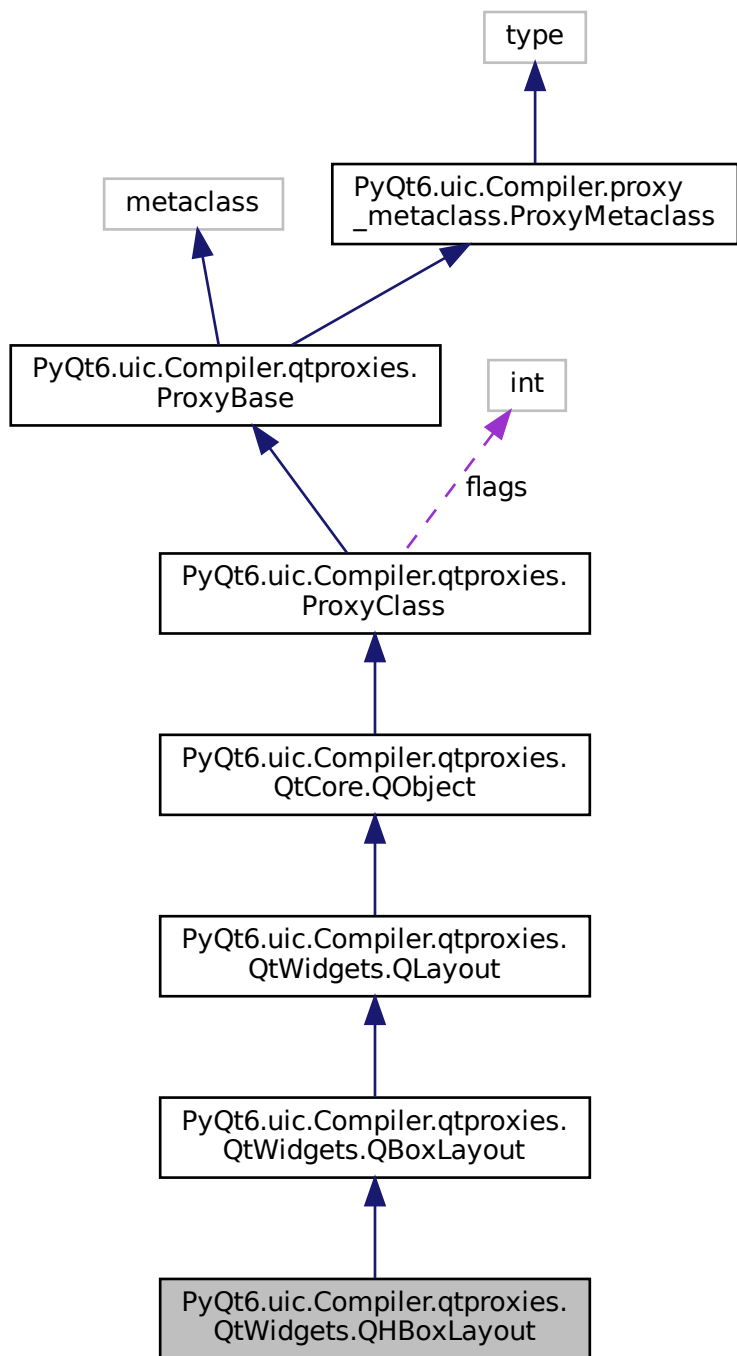 type
PyQt6.uic.Compiler.proxy
_metaclass.ProxyMetaclass
metaclass
PyQt6.uic.Compiler.qtproxies.
ProxyBase
int
flags
PyQt6.uic.Compiler.qtproxies.
ProxyClass
PyQt6.uic.Compiler.qtproxies.
QtCore.QObject
PyQt6.uic.Compiler.qtproxies.
QtWidgets.QLayout
PyQt6.uic.Compiler.qtproxies.
QtWidgets.QBoxLayout
PyQt6.uic.Compiler.qtproxies.
QtWidgets.QHBoxLayout